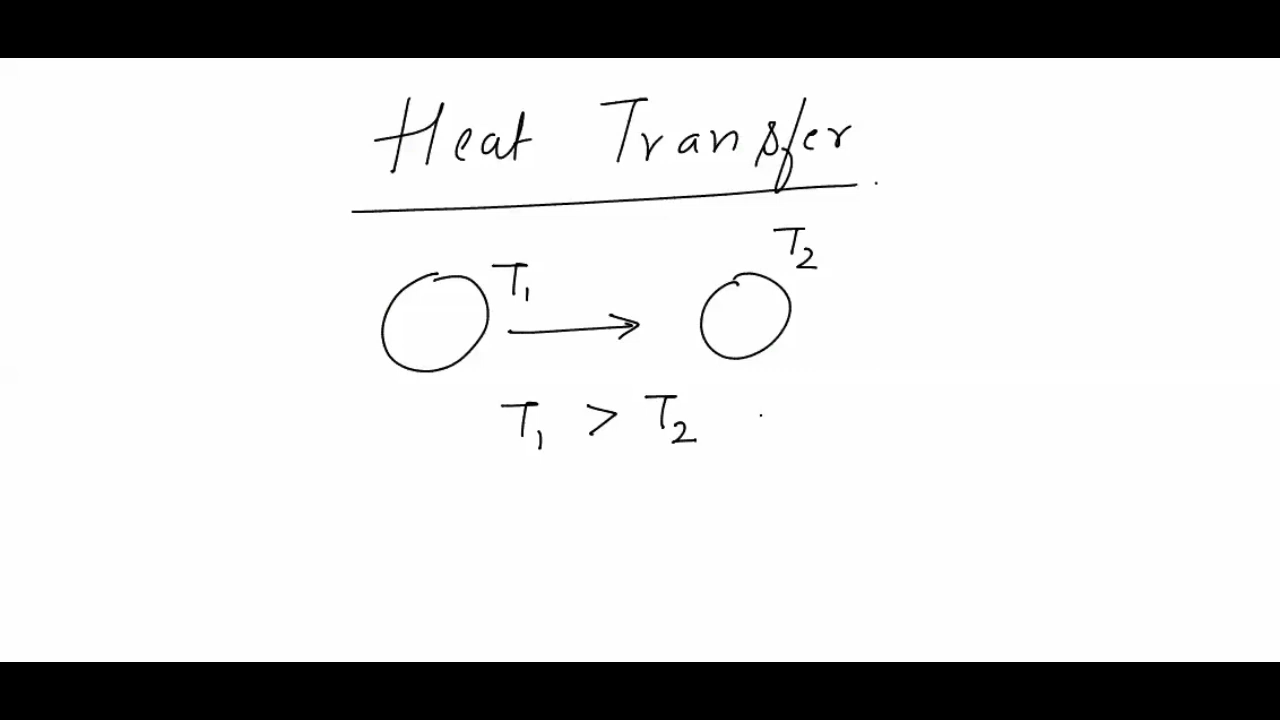 Heat Transfer
T₁ T₂
T₁ > T₂